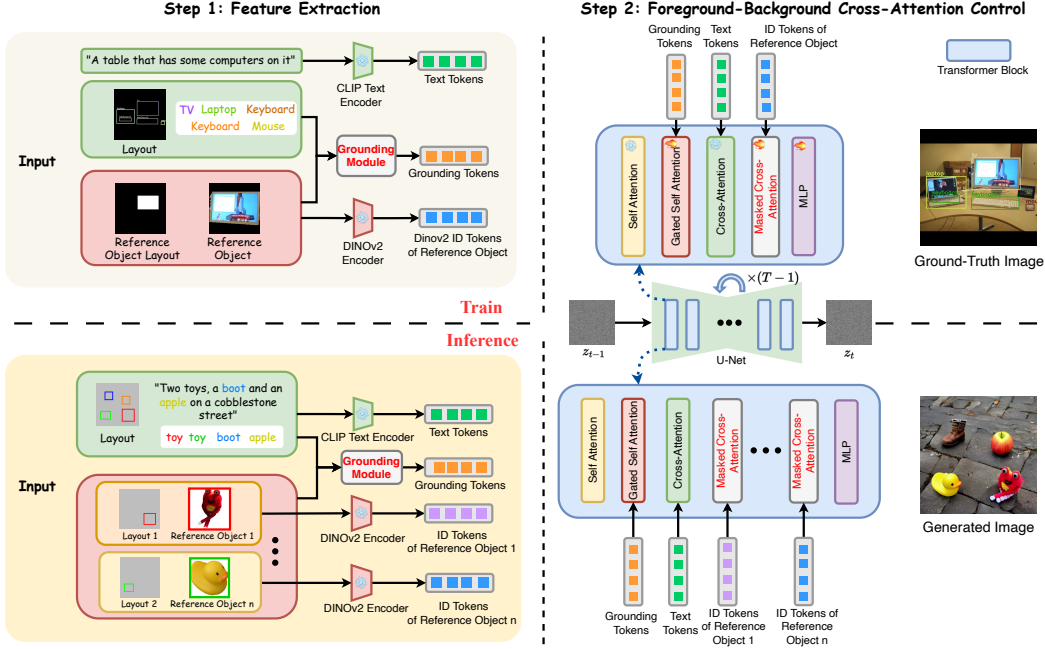 Step 1: Feature Extraction
Step 2: Foreground-Background Cross-Attention Control
Input
"A table that has some computers on it"
CLIP Text
Encoder
Text Tokens
TV Laptop Keyboard
Keyboard Mouse
Layout
Grounding
Module
Grounding Tokens
Reference
Object Layout
Reference
Object
DINOv2
Encoder
Dinov2 ID Tokens
of Reference Object
Train
Inference
Input
"Two toys, a boot and an
apple on a cobblestone
street"
Layout
toy toy boot apple
CLIP Text Encoder
Text Tokens
Grounding
Module
Grounding Tokens
Layout 1
Reference Object 1
DINOv2 Encoder
ID Tokens
of Reference Object 1
Layout 2
Reference Object n
DINOv2 Encoder
ID Tokens
of Reference Object n
Grounding
Tokens
Text
Tokens
ID Tokens of
Reference Object
Transformer Block
Self Attention
Gated Self Attention
Cross-Attention
Masked Cross-
Attention
MLP
laptop
Ground-Truth Image
×(T − 1)
z_{t-1}
U-Net
z_t
Self Attention
Gated Self Attention
Cross-Attention
Masked Cross-
Attention
Masked Cross-
Attention
MLP
Grounding
Tokens
Text
Tokens
ID Tokens
of Reference
Object 1
ID Tokens of
Reference
Object n
Generated Image